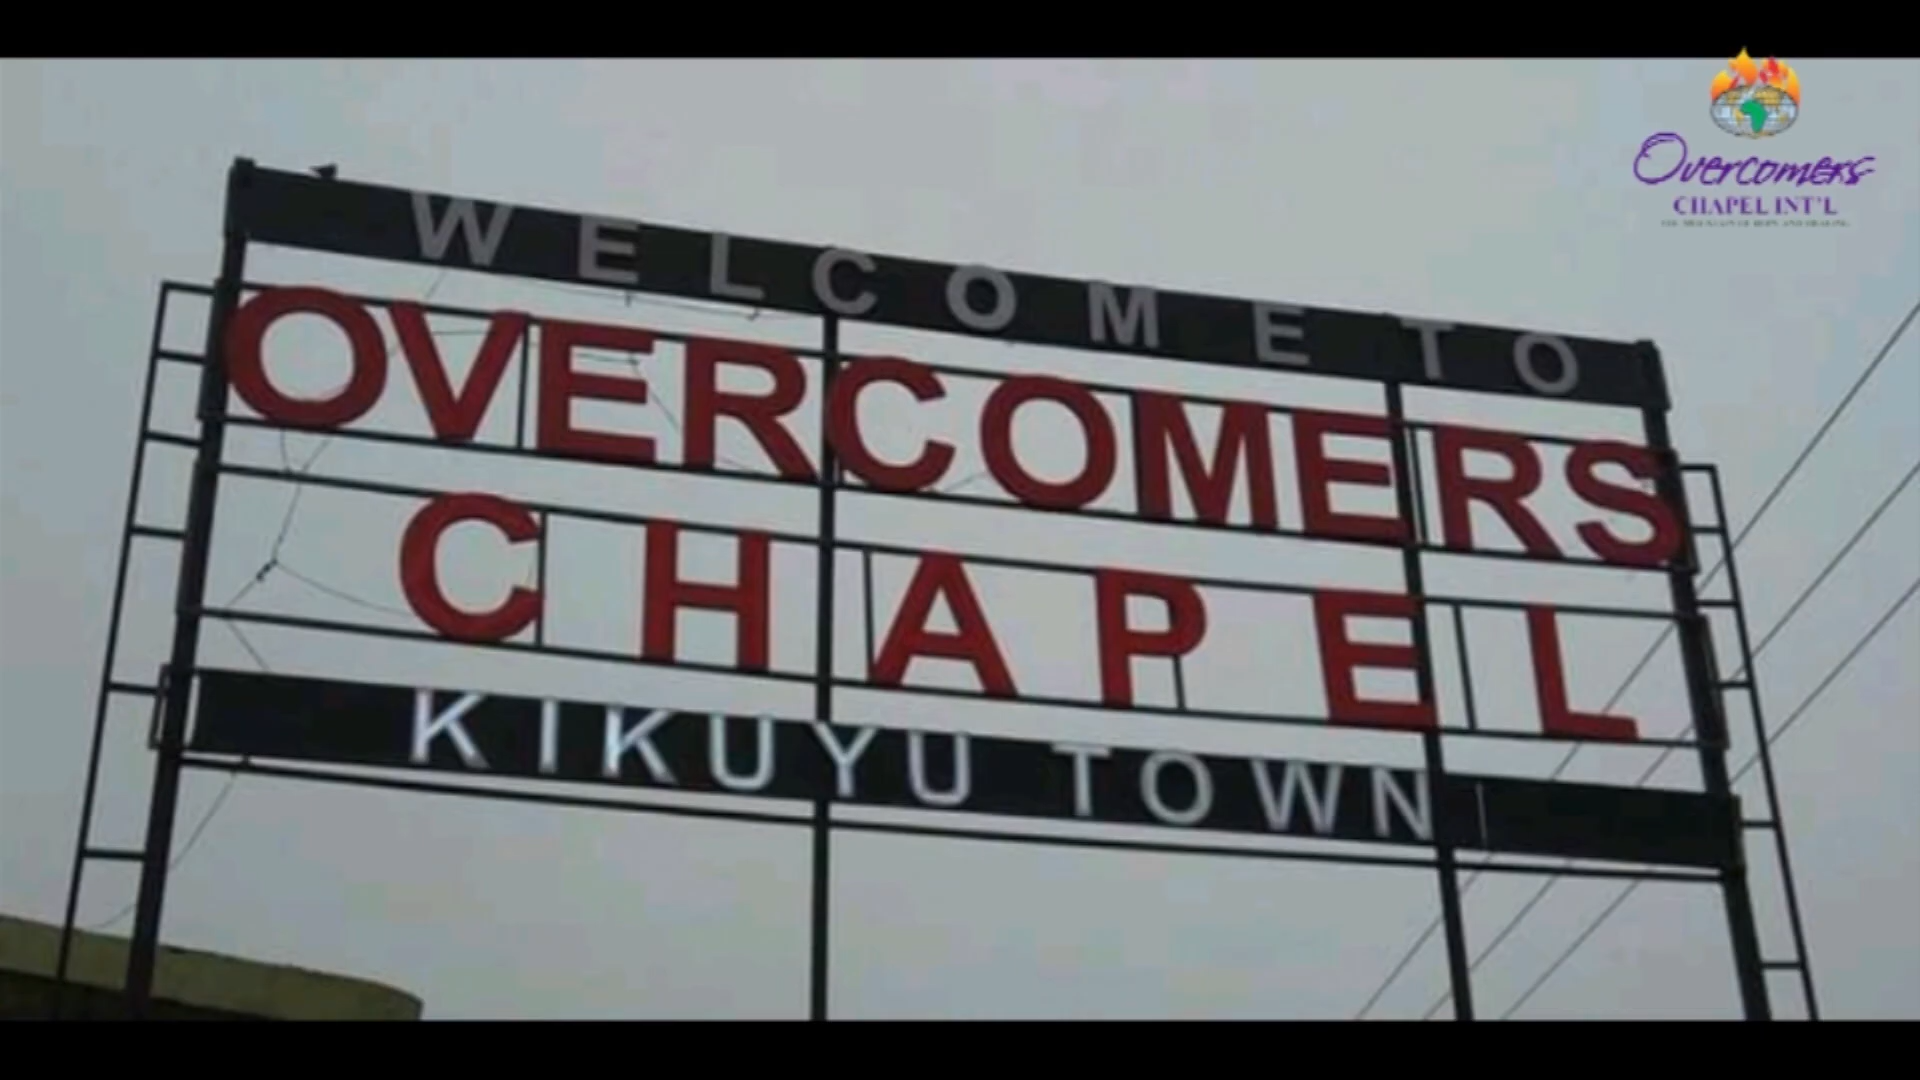 WELCOME TO
OVERCOMERS
CHAPEL
KIKUYU TOWN
Overcomers
CHAPEL INT'L